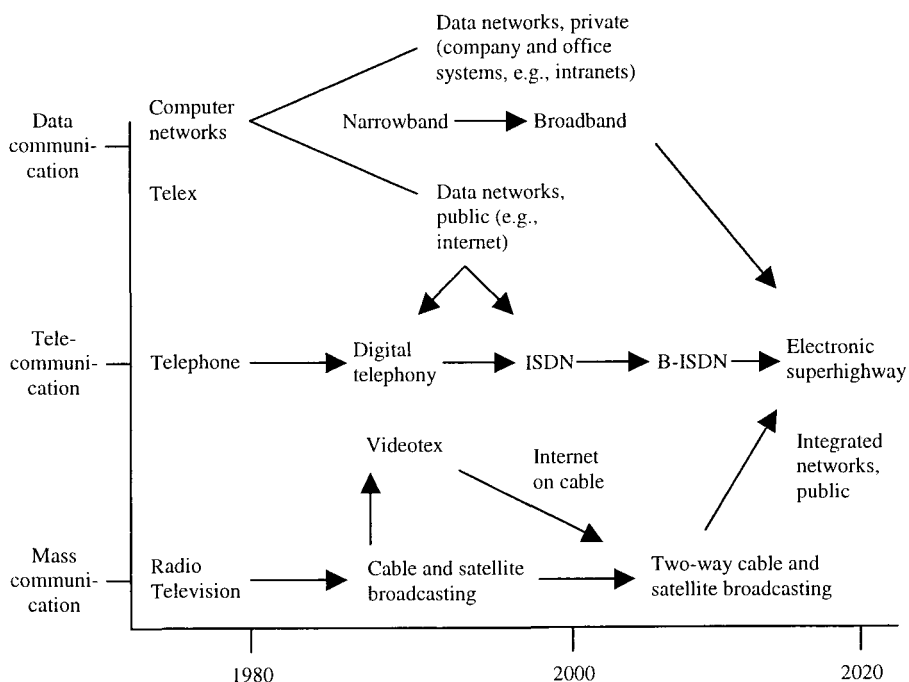 Data networks, private
(company and office
systems, e.g., intranets)
Data
communi-
cation
Computer
networks
Narrowband
Broadband
Telex
Data networks,
public (e.g.,
internet)
Tele-
communi-
cation
Telephone
Digital
telephony
ISDN
B-ISDN
Electronic
superhighway
Videotex
Internet
on cable
Integrated
networks,
public
Mass
communi-
cation
Radio
Television
Cable and satellite
broadcasting
Two-way cable and
satellite broadcasting
1980
2000
2020